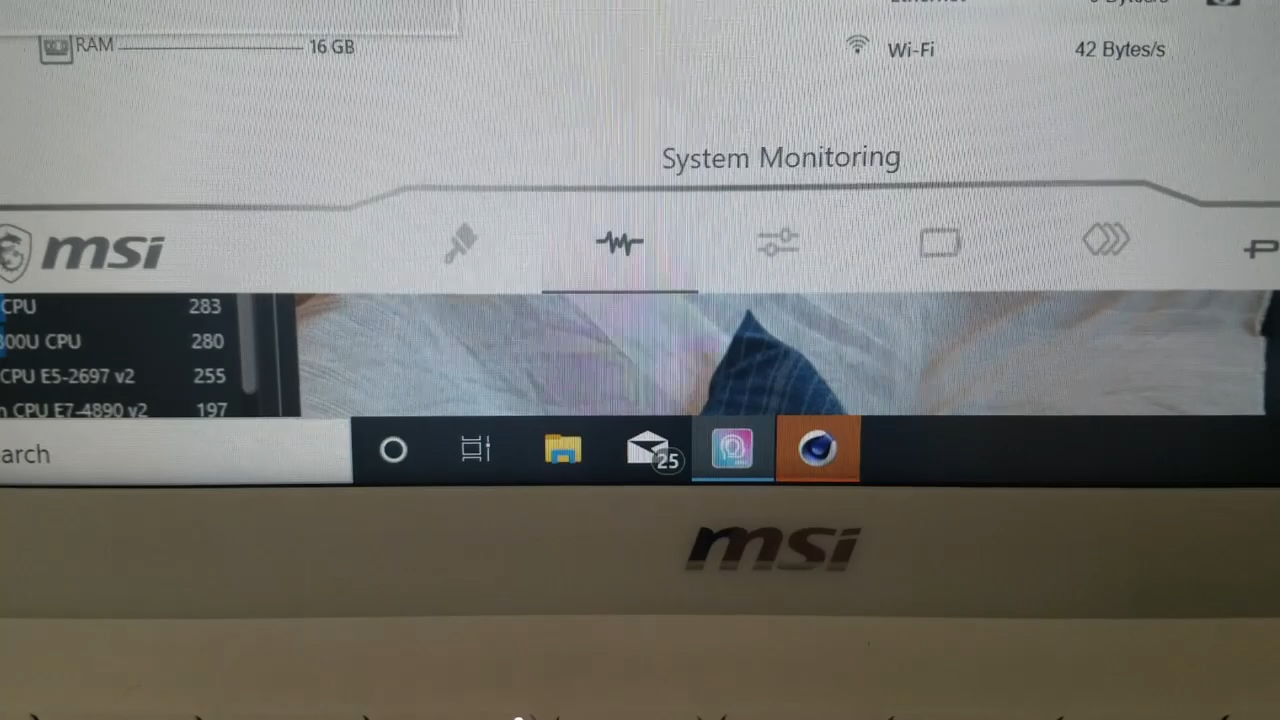 RAM 16 GB
Wi-Fi 42 Bytes/s
System Monitoring
msi
CPU 283
300U CPU 280
CPU E5-2697 v2 255
n CPU E7-4890 v2 197
arch
25
msi